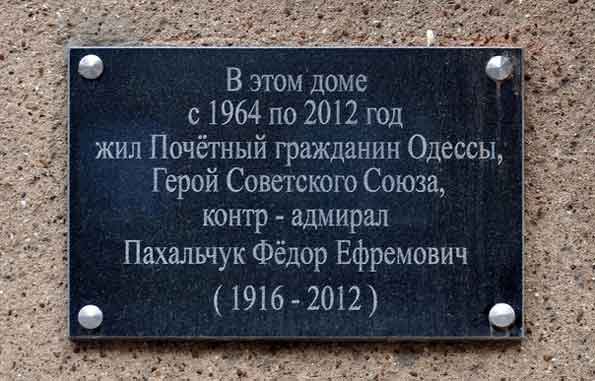 В этом доме
с 1964 по 2012 год
жил Почётный гражданин Одессы,
Герой Советского Союза,
контр - адмирал
Пахальчук Фёдор Ефремович
( 1916 - 2012 )